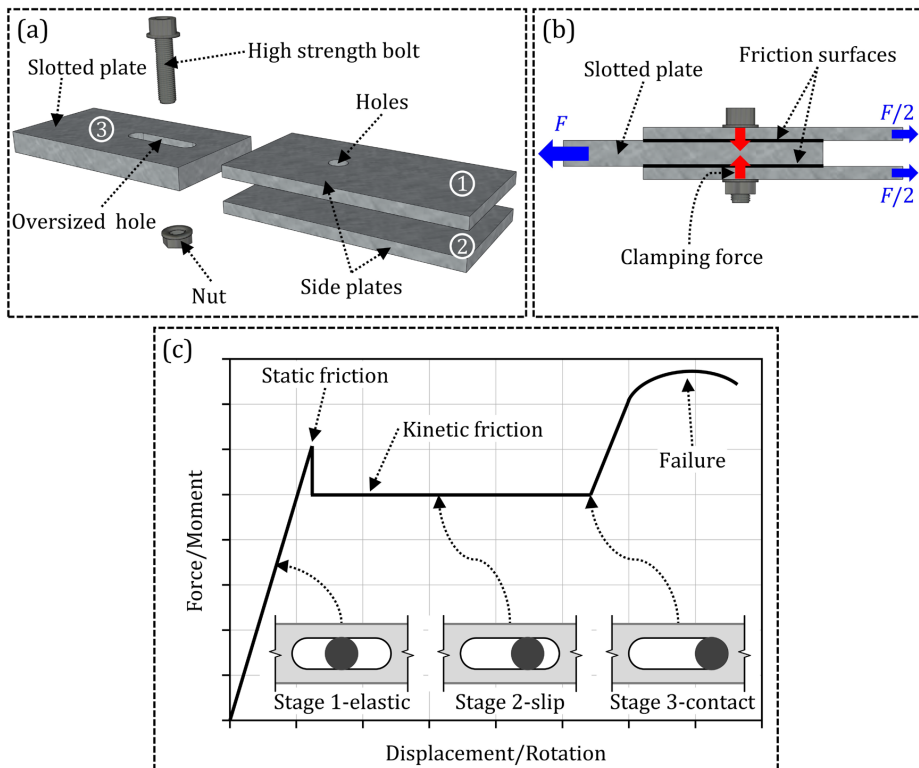 (a)
High strength bolt
Slotted plate
Holes
3
1
Oversized hole
2
Side plates
Nut
(b)
Friction surfaces
Slotted plate
F/2
F
F/2
Clamping force
(c)
Static friction
Kinetic friction
Failure
Force/Moment
Stage 1-elastic
Stage 2-slip
Stage 3-contact
Displacement/Rotation